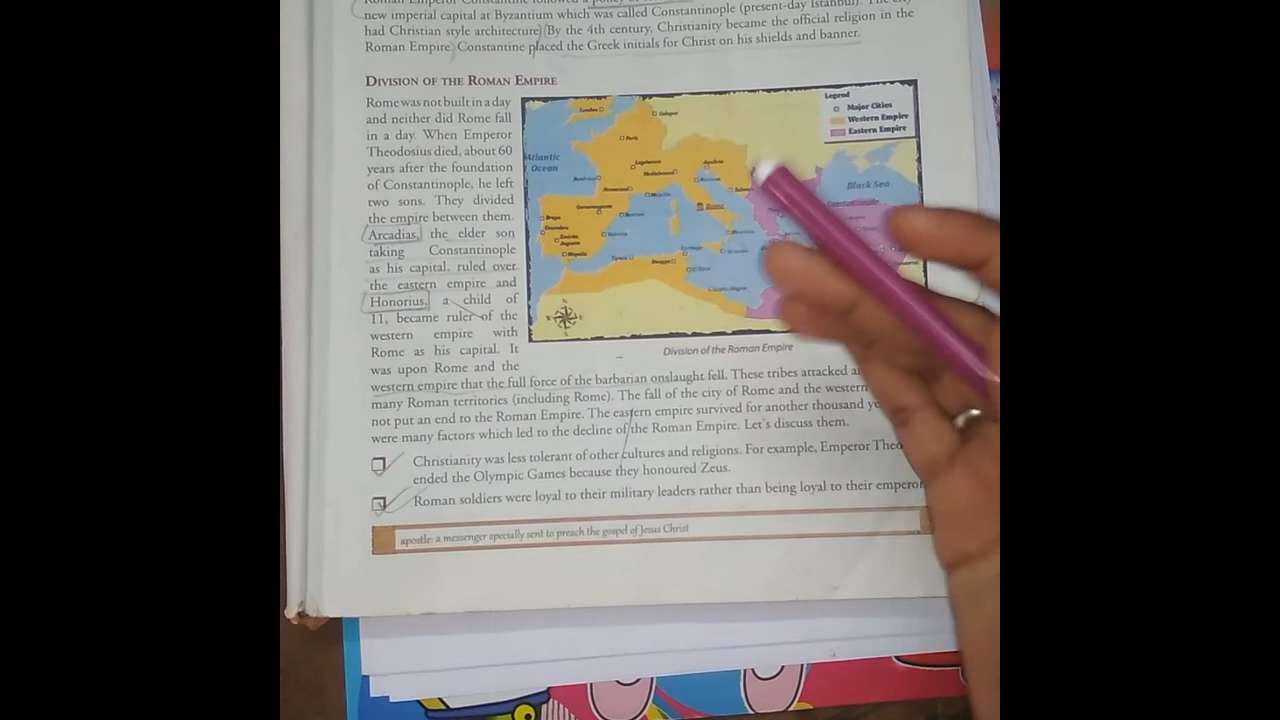 new imperial capital at Byzantium which was called Constantinople (present-day Istanbul). The city
had Christian style architecture) (By the 4th century, Christianity became the official religion in the
Roman Empire) Constantine placed the Greek initials for Christ on his shields and banner.
DIVISION OF THE ROMAN EMPIRE
Rome was not built in a day
and neither did Rome fall
in a day. When Emperor
Theodosius died, about 60
years after the foundation
of Constantinople, he left
two sons. They divided
the empire between them.
Arcadias, the elder son
taking Constantinople
as his capital, ruled over
the eastern empire and
Honorius, a child of
11, became ruler of the
western empire with
Rome as his capital. It
was upon Rome and the
western empire that the full force of the barbarian onslaught fell. These tribes attacked
many Roman territories (including Rome). The fall of the city of Rome and the western
not put an end to the Roman Empire. The eastern empire survived for another thousand
were many factors which led to the decline of the Roman Empire. Let's discuss them.
Christianity was less tolerant of other cultures and religions. For example, Emperor Theo
ended the Olympic Games because they honoured Zeus.
Roman soldiers were loyal to their military leaders rather than being loyal to their emperor
apostle: a messenger specially sent to preach the gospel of Jesus Christ
Legend
Major Cities
Western Empire
Eastern Empire
Atlantic
Ocean
Black Sea
Constantinople
London
Cologne
Paris
Rome
Braga
Division of the Roman Empire